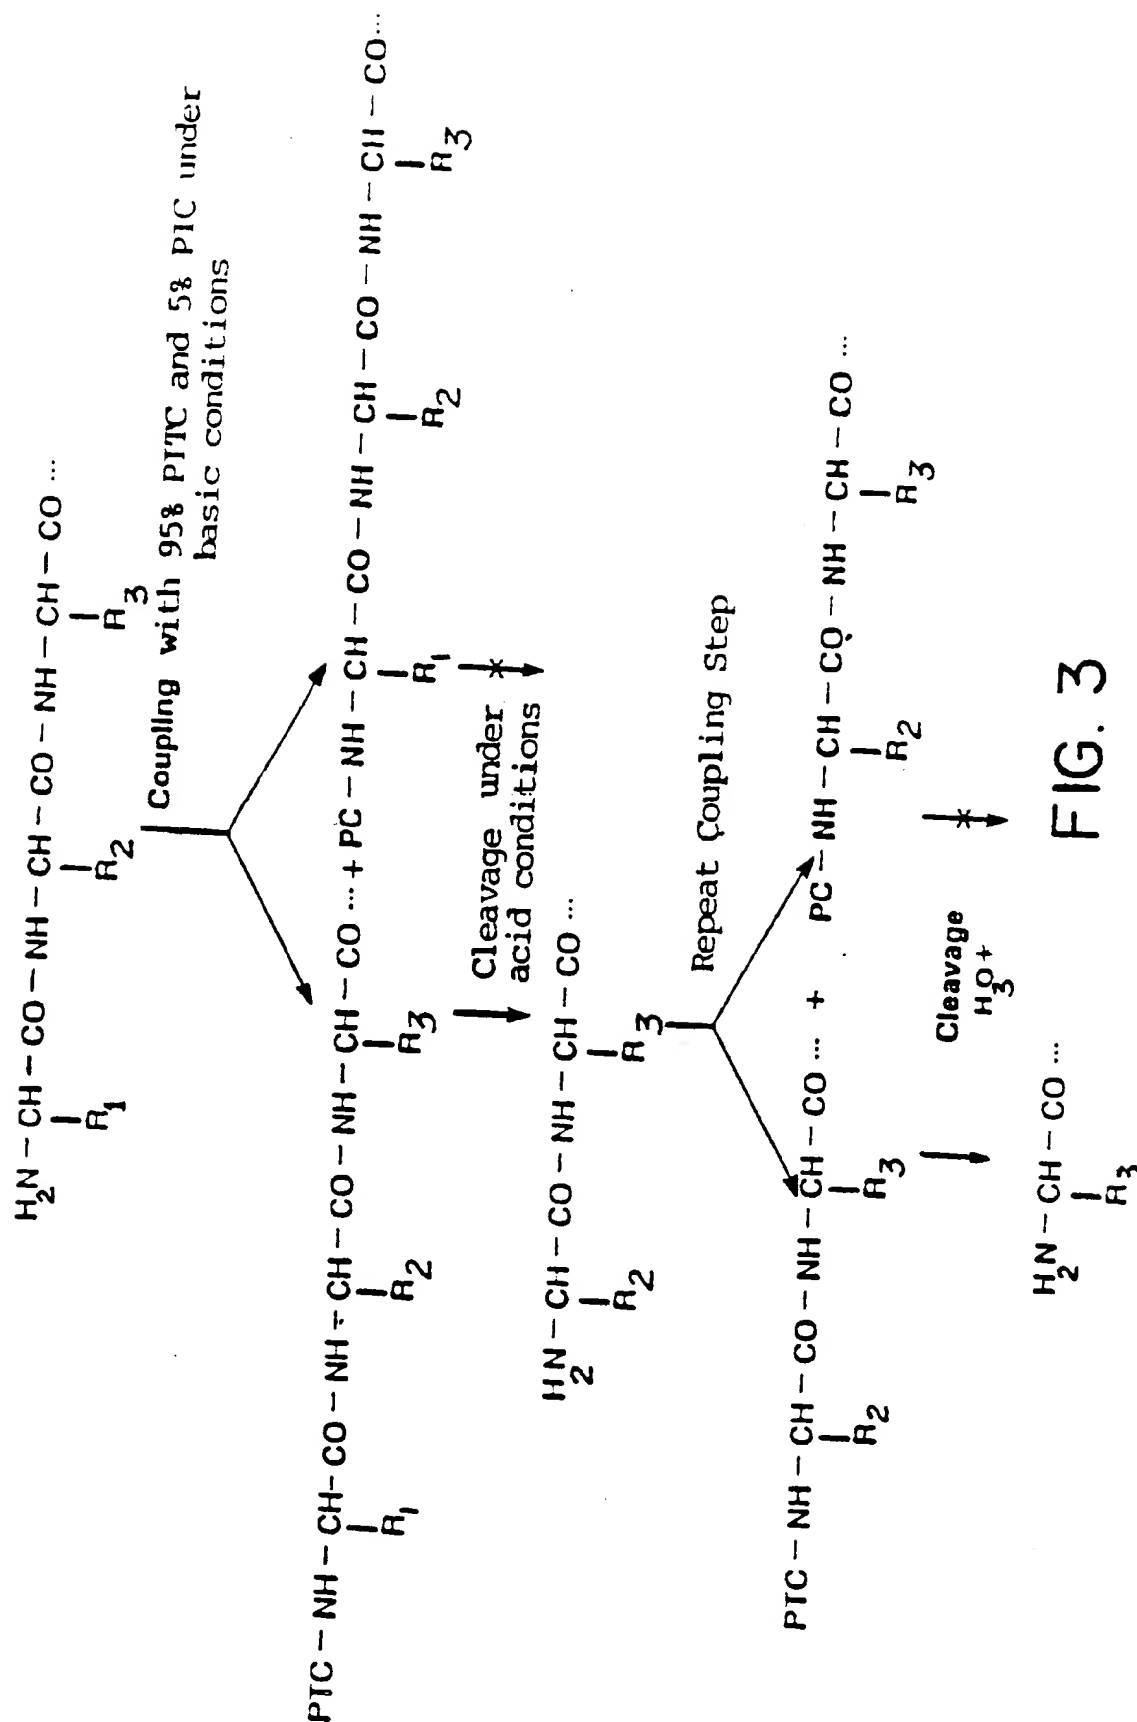 H2N – CH – CO – NH – CH – CO – NH – CH – CO ...
R1 R2 R3
Coupling with 95% PITC and 5% PIC under
basic conditions
PTC – NH – CH – CO – NH – CH – CO – NH – CH – CO ... + PC – NH – CH – CO – NH – CH – CO – NH – CH – CO ...
R1 R2 R3 R1 R2 R3
Cleavage under
acid conditions
H2N – CH – CO – NH – CH – CO ...
R2 R3
Repeat Coupling Step
PTC – NH – CH – CO – NH – CH – CO ... + PC – NH – CH – CO – NH – CH – CO ...
R2 R3 R2 R3
Cleavage
H3O+
H2N – CH – CO ...
R3
FIG. 3